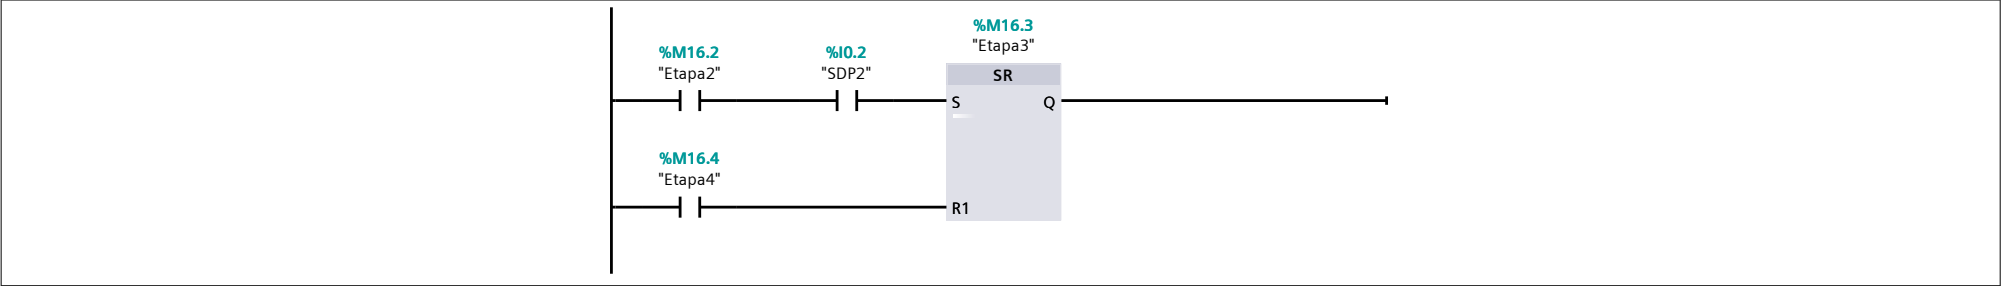 %M16.3
"Etapa3"
%M16.2
%I0.2
"Etapa2"
"SDP2"
SR
S
Q
%M16.4
"Etapa4"
R1